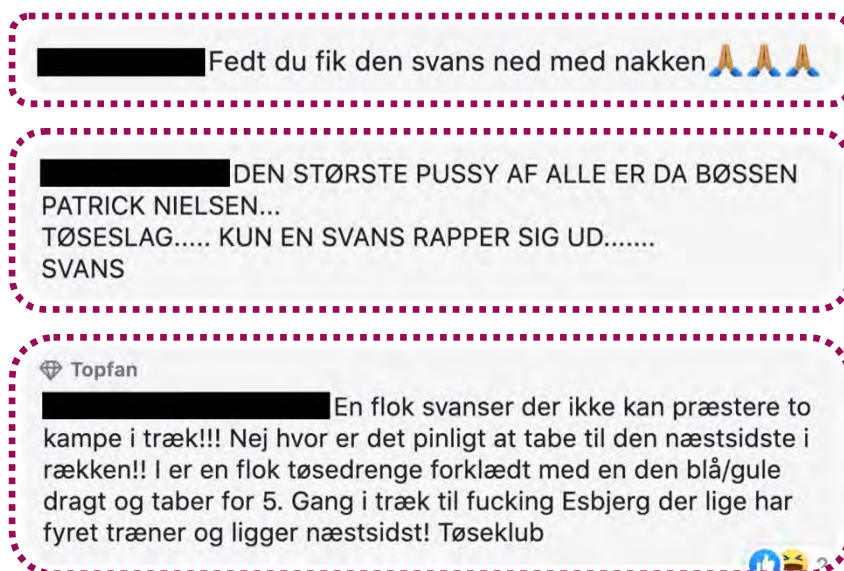 Fedt du fik den svans ned med nakken🙏🏽🙏🏽🙏🏽
DEN STØRSTE PUSSY AF ALLE ER DA BØSSEN
PATRICK NIELSEN...
TØSESLAG..... KUN EN SVANS RAPPER SIG UD.......
SVANS
Topfan
En flok svanser der ikke kan præstere to
kampe i træk!!! Nej hvor er det pinligt at tabe til den næstsidste i
rækken!! I er en flok tøsedrenge forklædt med en den blå/gule
dragt og taber for 5. Gang i træk til fucking Esbjerg der lige har
fyret træner og ligger næstsidst! Tøseklub